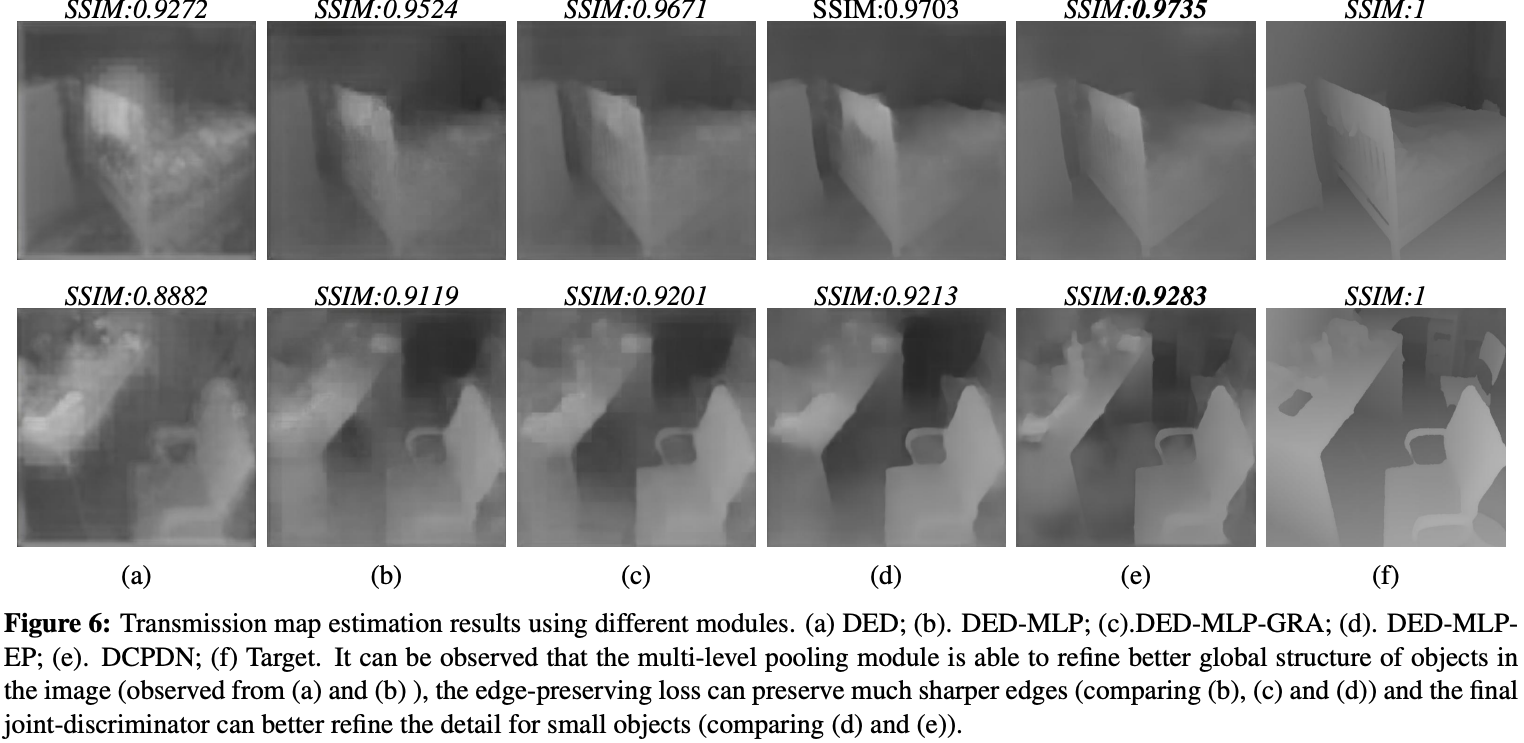 SSIM:0.9272 SSIM:0.9524 SSIM:0.9671 SSIM:0.9703 SSIM:0.9735 SSIM:1
SSIM:0.8882 SSIM:0.9119 SSIM:0.9201 SSIM:0.9213 SSIM:0.9283 SSIM:1
(a) (b) (c) (d) (e) (f)
Figure 6: Transmission map estimation results using different modules. (a) DED; (b). DED-MLP; (c).DED-MLP-GRA; (d). DED-MLP-
EP; (e). DCPDN; (f) Target. It can be observed that the multi-level pooling module is able to refine better global structure of objects in
the image (observed from (a) and (b) ), the edge-preserving loss can preserve much sharper edges (comparing (b), (c) and (d)) and the final
joint-discriminator can better refine the detail for small objects (comparing (d) and (e)).